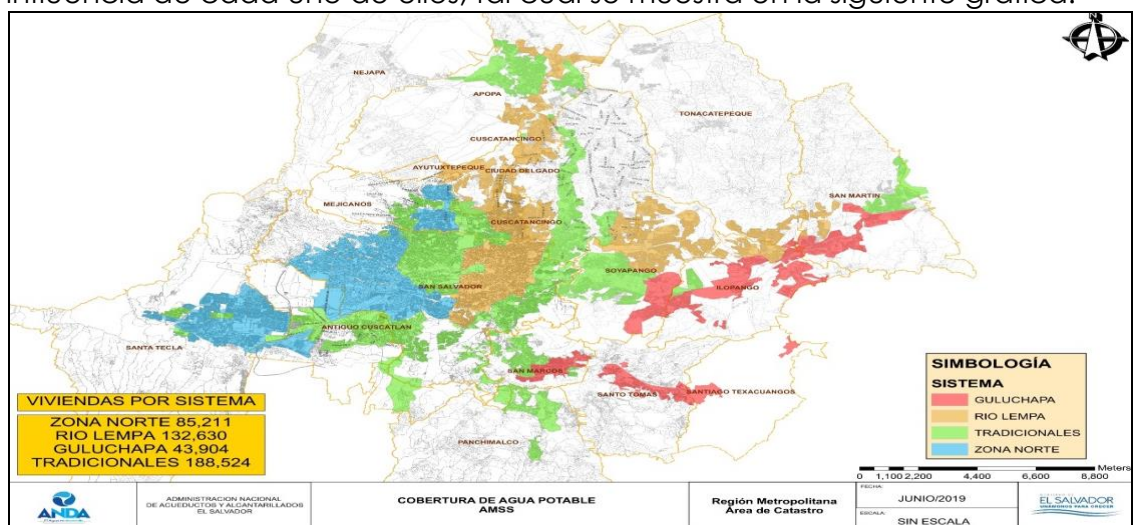 influencia de cada uno de ellos, tal cual se muestra en la siguiente gráfica:
NEJAPA
APOPA
TONACATEPEQUE
CUSCATANCINGO
AYUTUXTEPEQUE
CIUDAD DELGADO
SAN MARTIN
MEJICANOS
CUSCATANCINGO
SOYAPANGO
SAN SALVADOR
ILOPANGO
ANTIGUO CUSCATLAN
SANTA TECLA
SAN MARCOS
SANTO TOMAS
SANTIAGO TEXACUANGOS
PANCHIMALCO
VIVIENDAS POR SISTEMA
ZONA NORTE 85,211
RIO LEMPA 132,630
GULUCHAPA 43,904
TRADICIONALES 188,524
SIMBOLOGÍA
SISTEMA
GULUCHAPA
RIO LEMPA
TRADICIONALES
ZONA NORTE
Meters
0 1,100 2,200 4,400 6,600 8,800
ANDA
ADMINISTRACION NACIONAL
DE ACUEDUCTOS Y ALCANTARILLADOS
EL SALVADOR
COBERTURA DE AGUA POTABLE
AMSS
Región Metropolitana
Área de Catastro
FECHA:
JUNIO/2019
ESCALA:
SIN ESCALA
EL SALVADOR
UNÁMONOS PARA CRECER